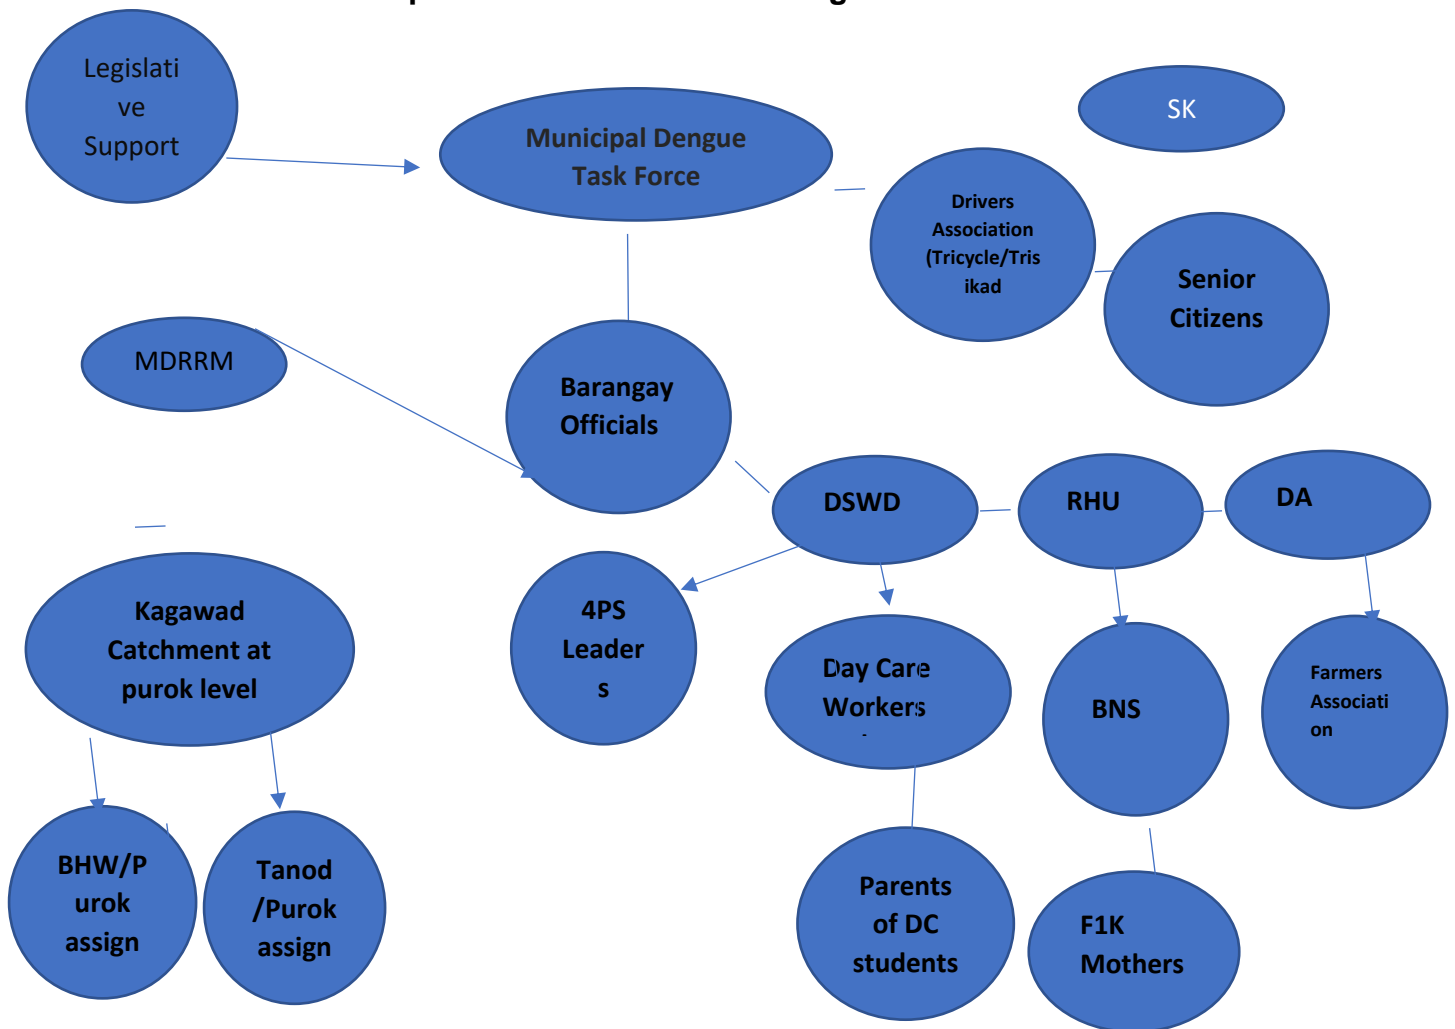 Legislati
ve
Support
Municipal Dengue
Task Force
SK
Drivers
Association
(Tricycle/Tris
ikad
Senior
Citizens
MDRRM
Barangay
Officials
DSWD
RHU
DA
Kagawad
Catchment at
purok level
4PS
Leader
s
Day Care
Workers
BNS
Farmers
Associati
on
BHW/P
urok
assign
Tanod
/Purok
assign
Parents
of DC
students
F1K
Mothers